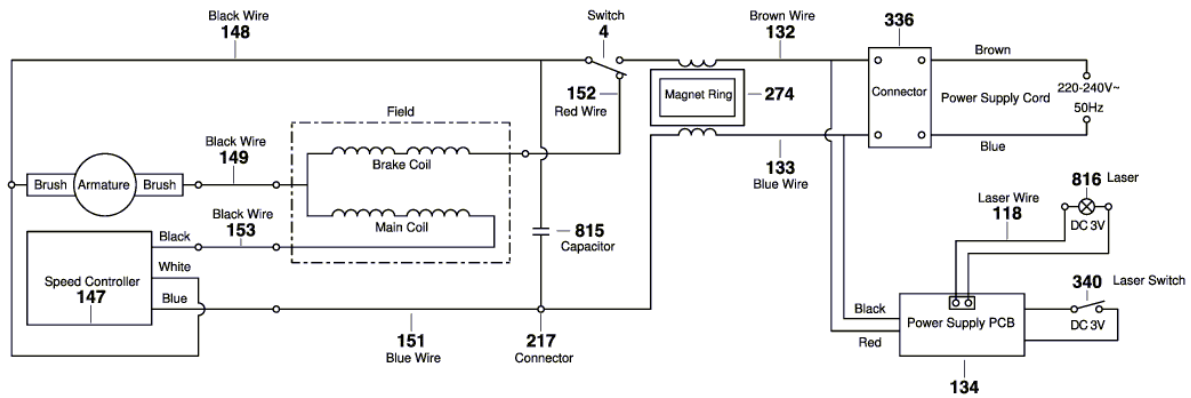 Black Wire
148
Switch
4
Brown Wire
132
336
Brown
152
Red Wire
Magnet Ring
274
Connector
Power Supply Cord
220-240V~
50Hz
Field
Brake Coil
Black Wire
149
Blue
133
Blue Wire
Brush
Armature
Brush
Main Coil
Black Wire
153
Black
815
Capacitor
Laser Wire
118
816
Laser
DC 3V
White
Speed Controller
147
Blue
340
Laser Switch
DC 3V
Black
Power Supply PCB
Red
151
Blue Wire
217
Connector
134